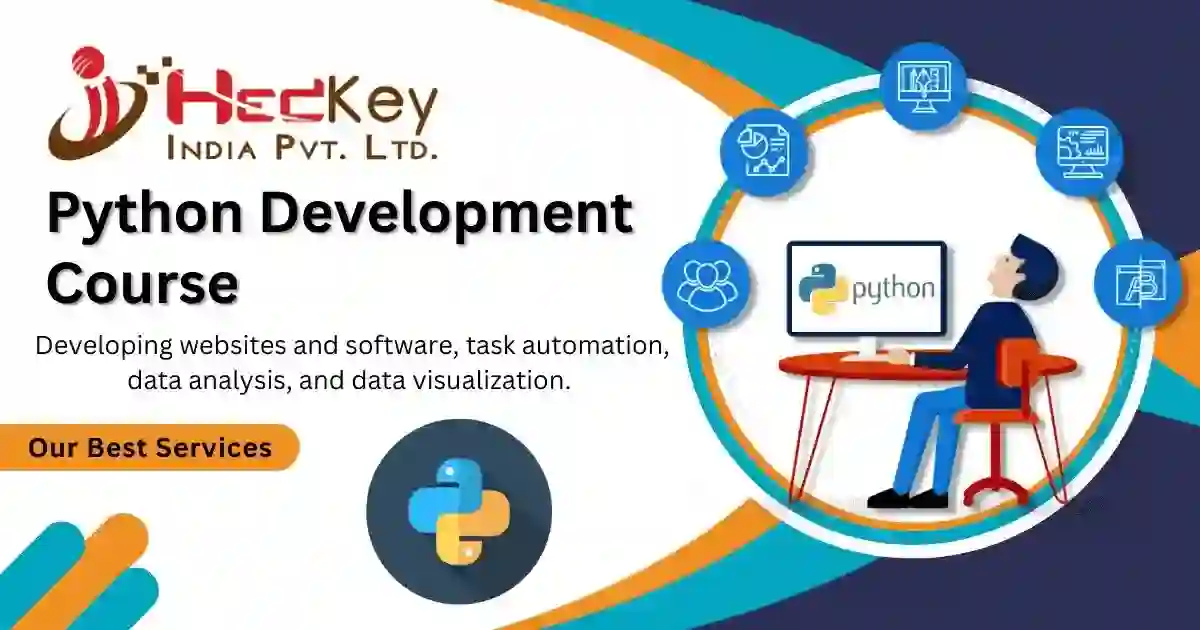 HedKey
India Pvt. Ltd.
Python Development
Course
Developing websites and software, task automation,
data analysis, and data visualization.
Our Best Services
python